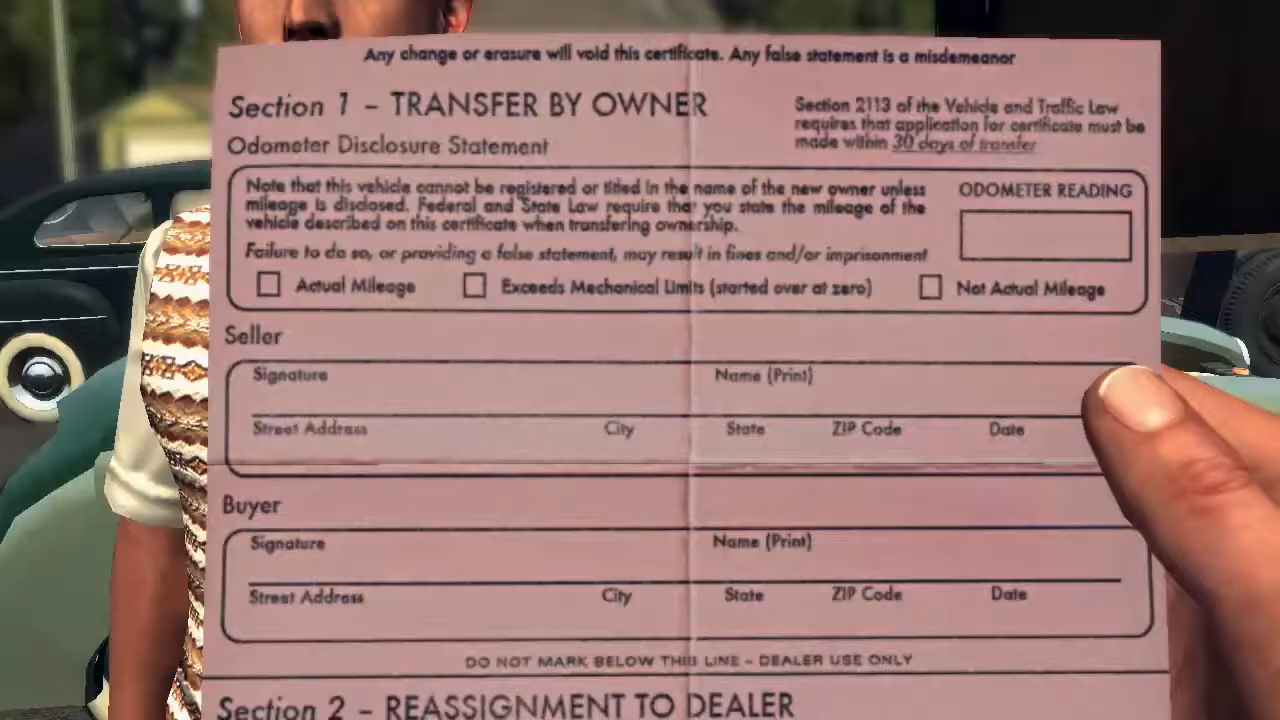 Any change or erasure will void this certificate. Any false statement is a misdemeanor
Section 1 – TRANSFER BY OWNER
Section 2113 of the Vehicle and Traffic Law
requires that application for certificate must be
made within 30 days of transfer
Odometer Disclosure Statement
Note that this vehicle cannot be registered or titled in the name of the new owner unless
mileage is disclosed. Federal and State Law require that you state the mileage of the
vehicle described on this certificate when transfering ownership.
Failure to do so, or providing a false statement, may result in fines and/or imprisonment
ODOMETER READING
Actual Mileage
Exceeds Mechanical Limits (started over at zero)
Not Actual Mileage
Seller
Signature
Name (Print)
Street Address
City
State
ZIP Code
Date
Buyer
Signature
Name (Print)
Street Address
City
State
ZIP Code
Date
DO NOT MARK BELOW THIS LINE – DEALER USE ONLY
Section 2 – REASSIGNMENT TO DEALER